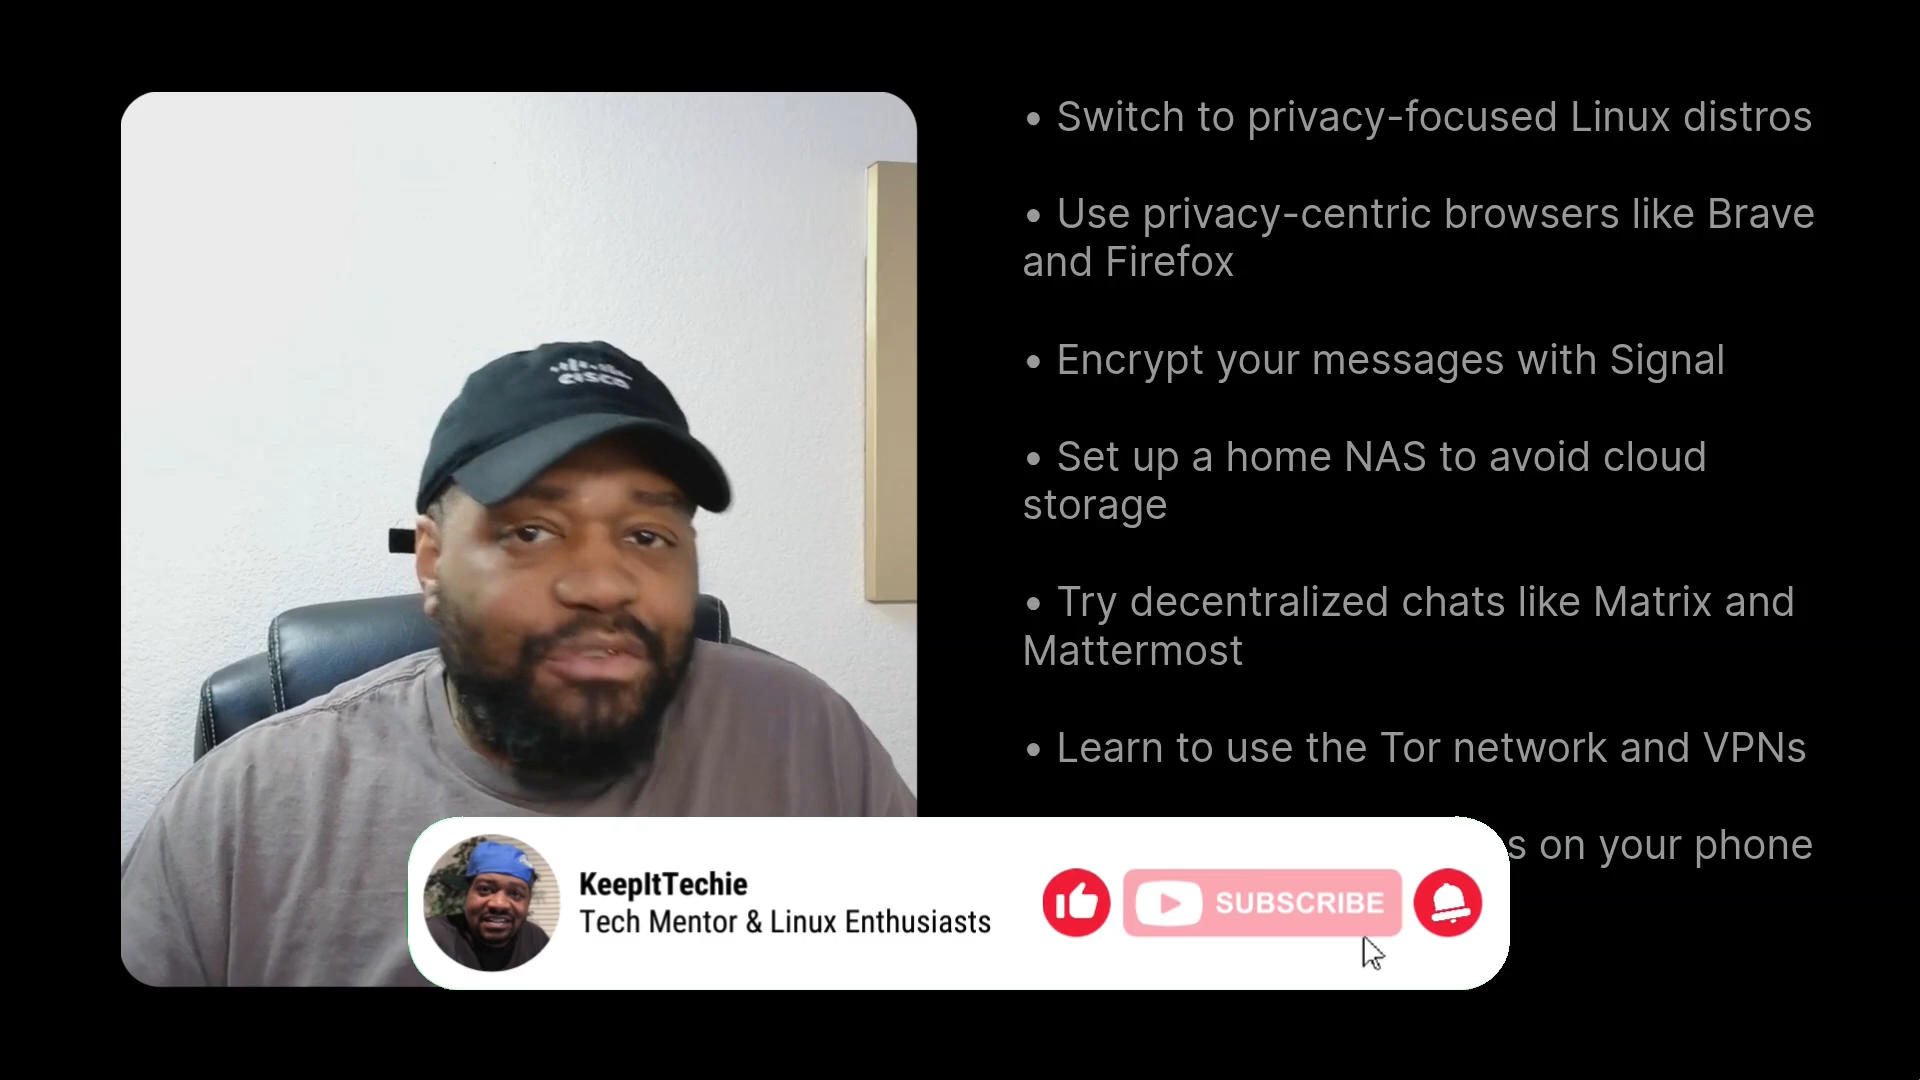 • Switch to privacy-focused Linux distros
• Use privacy-centric browsers like Brave
and Firefox
• Encrypt your messages with Signal
• Set up a home NAS to avoid cloud
storage
• Try decentralized chats like Matrix and
Mattermost
• Learn to use the Tor network and VPNs
on your phone
cisco
KeepItTechie
Tech Mentor & Linux Enthusiasts
SUBSCRIBE